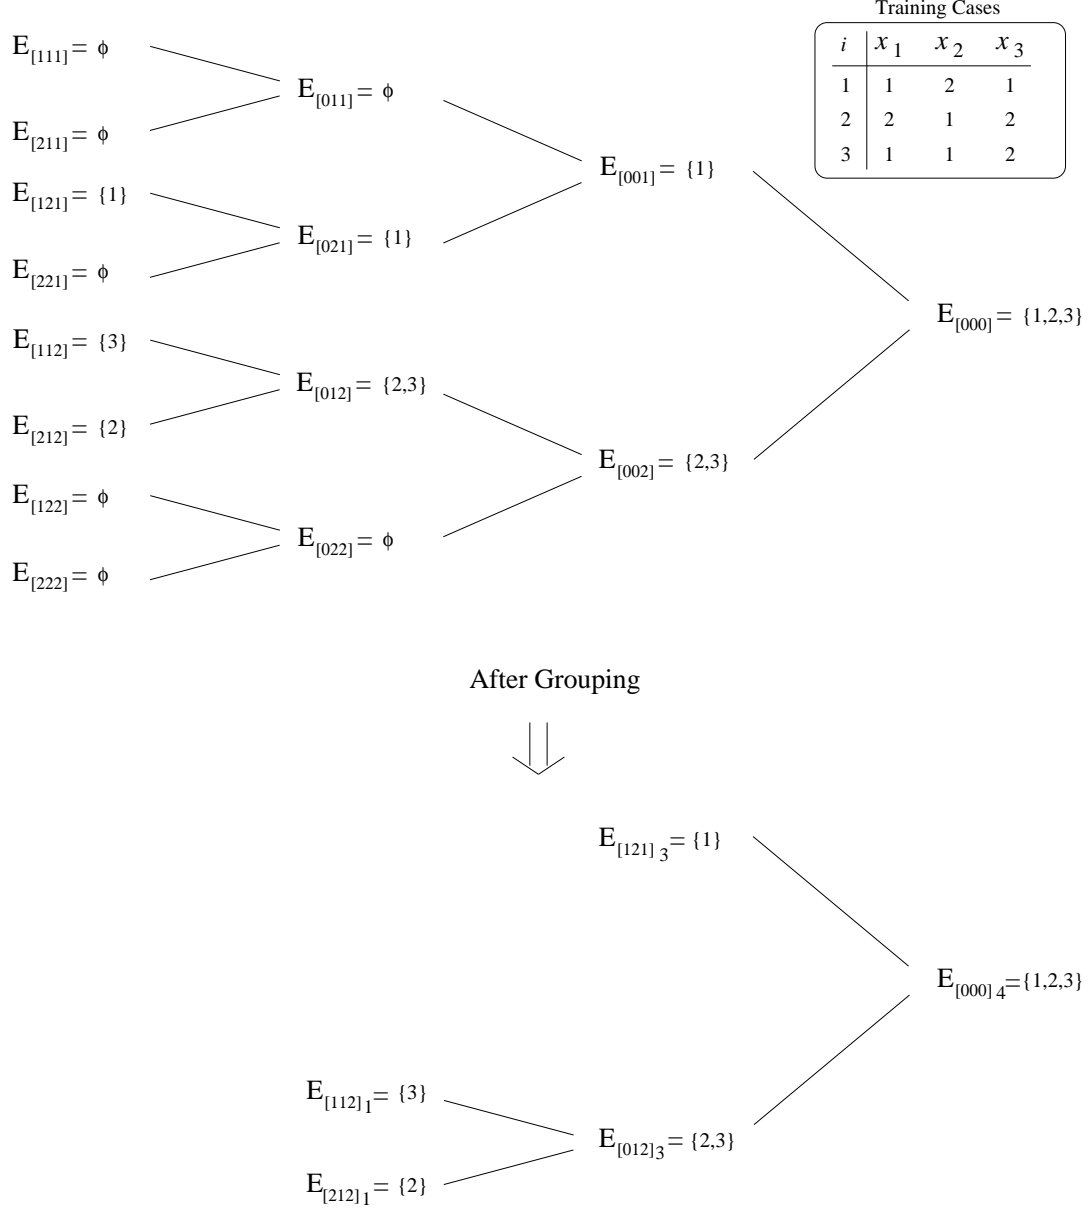 Training Cases
i x1 x2 x3
1 1 2 1
2 2 1 2
3 1 1 2
E[111] = ϕ
E[011] = ϕ
E[211] = ϕ
E[001] = {1}
E[121] = {1}
E[021] = {1}
E[221] = ϕ
E[000] = {1,2,3}
E[112] = {3}
E[012] = {2,3}
E[212] = {2}
E[002] = {2,3}
E[122] = ϕ
E[022] = ϕ
E[222] = ϕ
After Grouping
E[121]3 = {1}
E[000]4 = {1,2,3}
E[112]1 = {3}
E[012]3 = {2,3}
E[212]1 = {2}